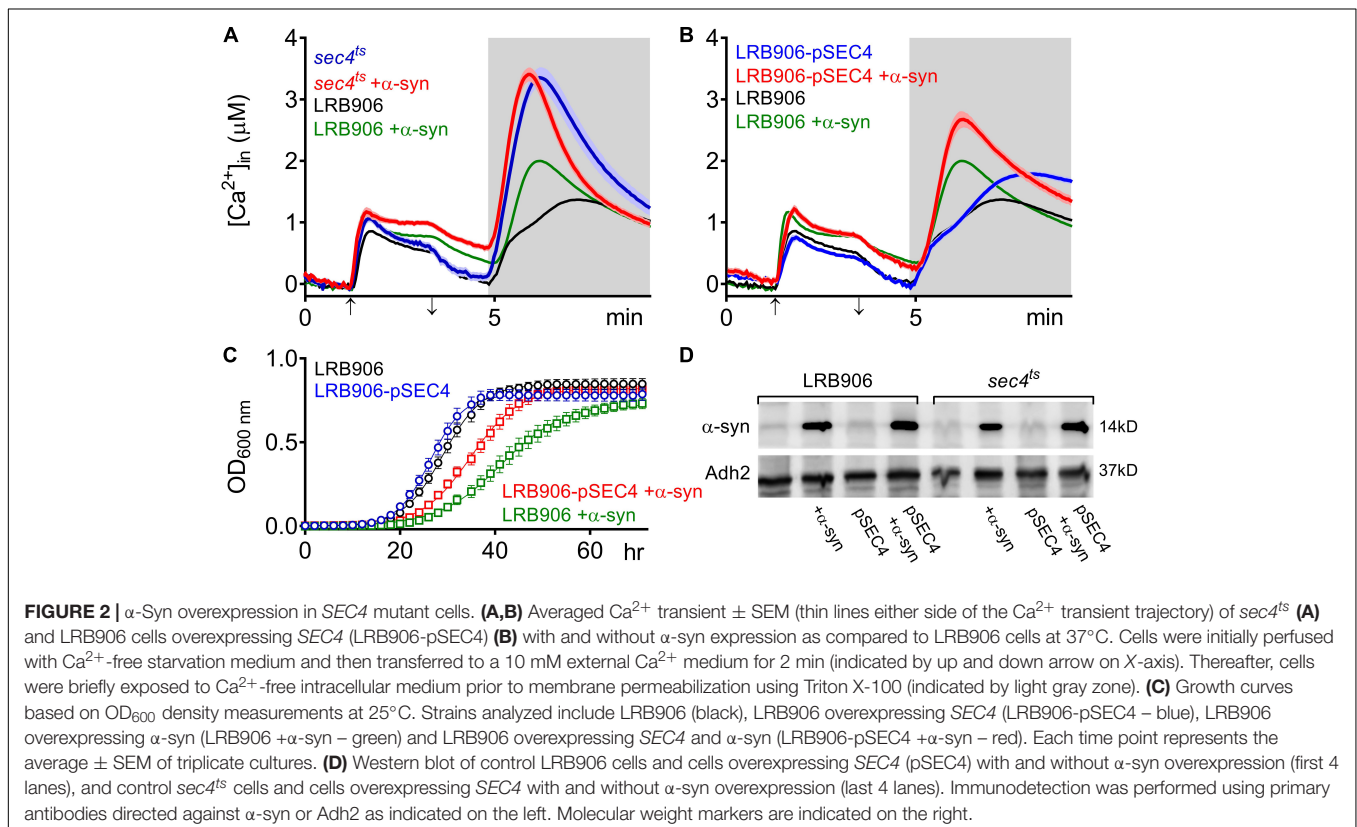 A
4
3
2
1
0
[Ca²⁺]in (μM)
sec4ᵗˢ
sec4ᵗˢ +α-syn
LRB906
LRB906 +α-syn
0
↑
↓
5
min
B
4
3
2
1
0
LRB906-pSEC4
LRB906-pSEC4 +α-syn
LRB906
LRB906 +α-syn
0
↑
↓
5
min
C
1.0
0.5
0.0
OD600 nm
LRB906
LRB906-pSEC4
LRB906-pSEC4 +α-syn
LRB906 +α-syn
0
20
40
60
hr
D
LRB906
sec4ᵗˢ
α-syn
14kD
Adh2
37kD
+α-syn
pSEC4
pSEC4
+α-syn
+α-syn
pSEC4
pSEC4
+α-syn
FIGURE 2 | α-Syn overexpression in SEC4 mutant cells. (A,B) Averaged Ca²⁺ transient ± SEM (thin lines either side of the Ca²⁺ transient trajectory) of sec4ᵗˢ (A)
and LRB906 cells overexpressing SEC4 (LRB906-pSEC4) (B) with and without α-syn expression as compared to LRB906 cells at 37°C. Cells were initially perfused
with Ca²⁺-free starvation medium and then transferred to a 10 mM external Ca²⁺ medium for 2 min (indicated by up and down arrow on X-axis). Thereafter, cells
were briefly exposed to Ca²⁺-free intracellular medium prior to membrane permeabilization using Triton X-100 (indicated by light gray zone). (C) Growth curves
based on OD600 density measurements at 25°C. Strains analyzed include LRB906 (black), LRB906 overexpressing SEC4 (LRB906-pSEC4 – blue), LRB906
overexpressing α-syn (LRB906 +α-syn – green) and LRB906 overexpressing SEC4 and α-syn (LRB906-pSEC4 +α-syn – red). Each time point represents the
average ± SEM of triplicate cultures. (D) Western blot of control LRB906 cells and cells overexpressing SEC4 (pSEC4) with and without α-syn overexpression (first 4
lanes), and control sec4ᵗˢ cells and cells overexpressing SEC4 with and without α-syn overexpression (last 4 lanes). Immunodetection was performed using primary
antibodies directed against α-syn or Adh2 as indicated on the left. Molecular weight markers are indicated on the right.